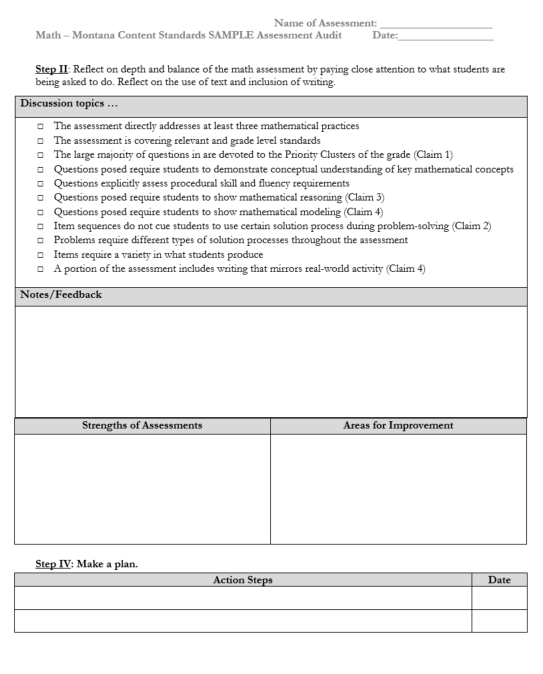 Name of Assessment: ______________________
Math – Montana Content Standards SAMPLE Assessment Audit Date:___________________
Step II: Reflect on depth and balance of the math assessment by paying close attention to what students are
being asked to do. Reflect on the use of text and inclusion of writing.
Discussion topics …
□ The assessment directly addresses at least three mathematical practices
□ The assessment is covering relevant and grade level standards
□ The large majority of questions in are devoted to the Priority Clusters of the grade (Claim 1)
□ Questions posed require students to demonstrate conceptual understanding of key mathematical concepts
□ Questions explicitly assess procedural skill and fluency requirements
□ Questions posed require students to show mathematical reasoning (Claim 3)
□ Questions posed require students to show mathematical modeling (Claim 4)
□ Item sequences do not cue students to use certain solution process during problem-solving (Claim 2)
□ Problems require different types of solution processes throughout the assessment
□ Items require a variety in what students produce
□ A portion of the assessment includes writing that mirrors real-world activity (Claim 4)
Notes/Feedback
Strengths of Assessments Areas for Improvement
Step IV: Make a plan.
Action Steps Date